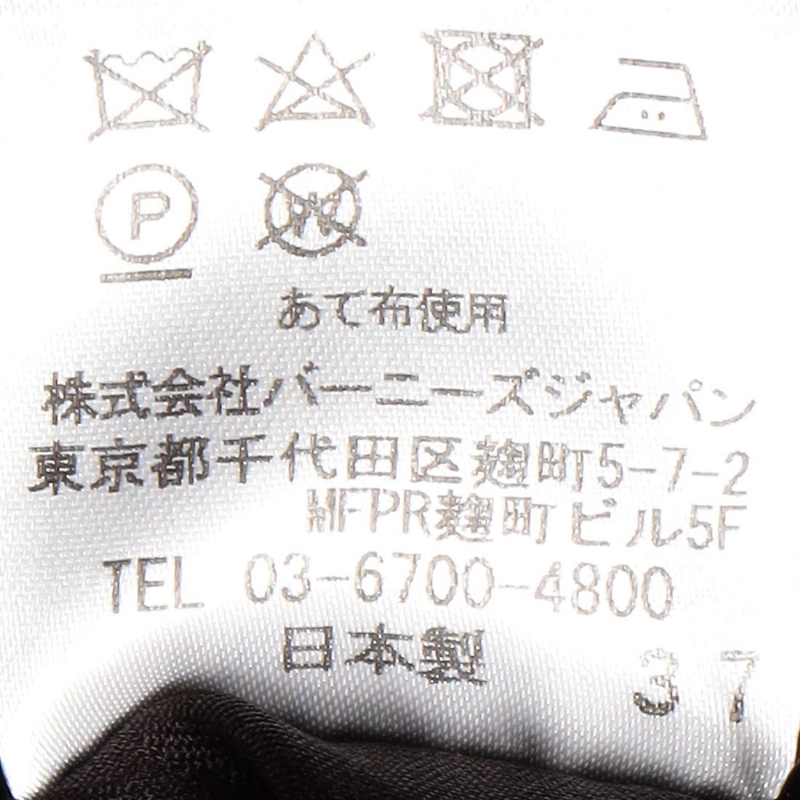 P
W
あて布使用
株式会社バーニーズジャパン
東京都千代田区麹町5-7-2
MFPR麹町ビル5F
TEL 03-6700-4800
日本製
37